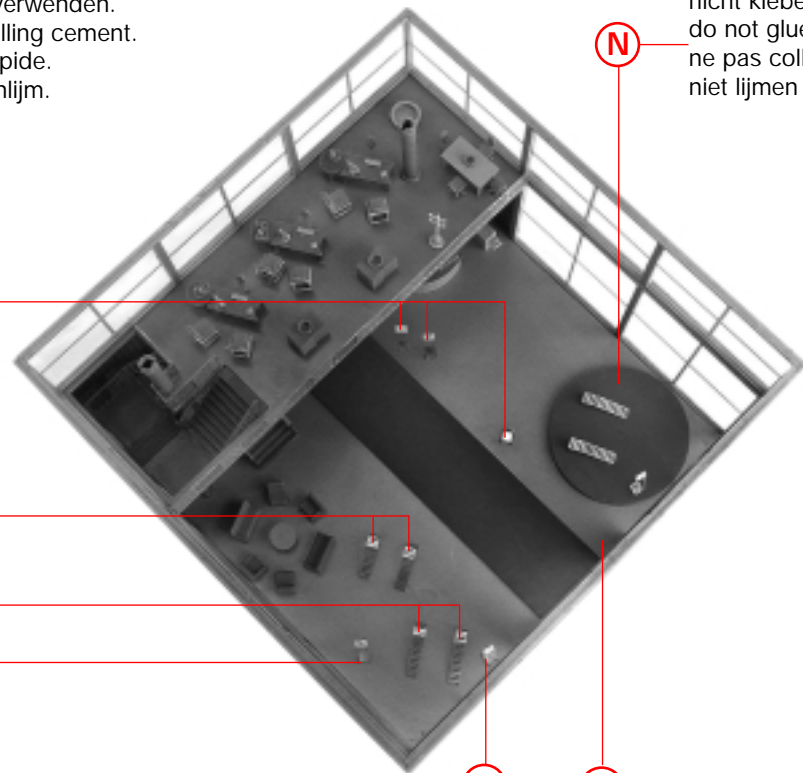 verwenden.
lling cement.
pide.
nlijm.
N
nicht klebe
do not glue
ne pas coll
niet lijmen